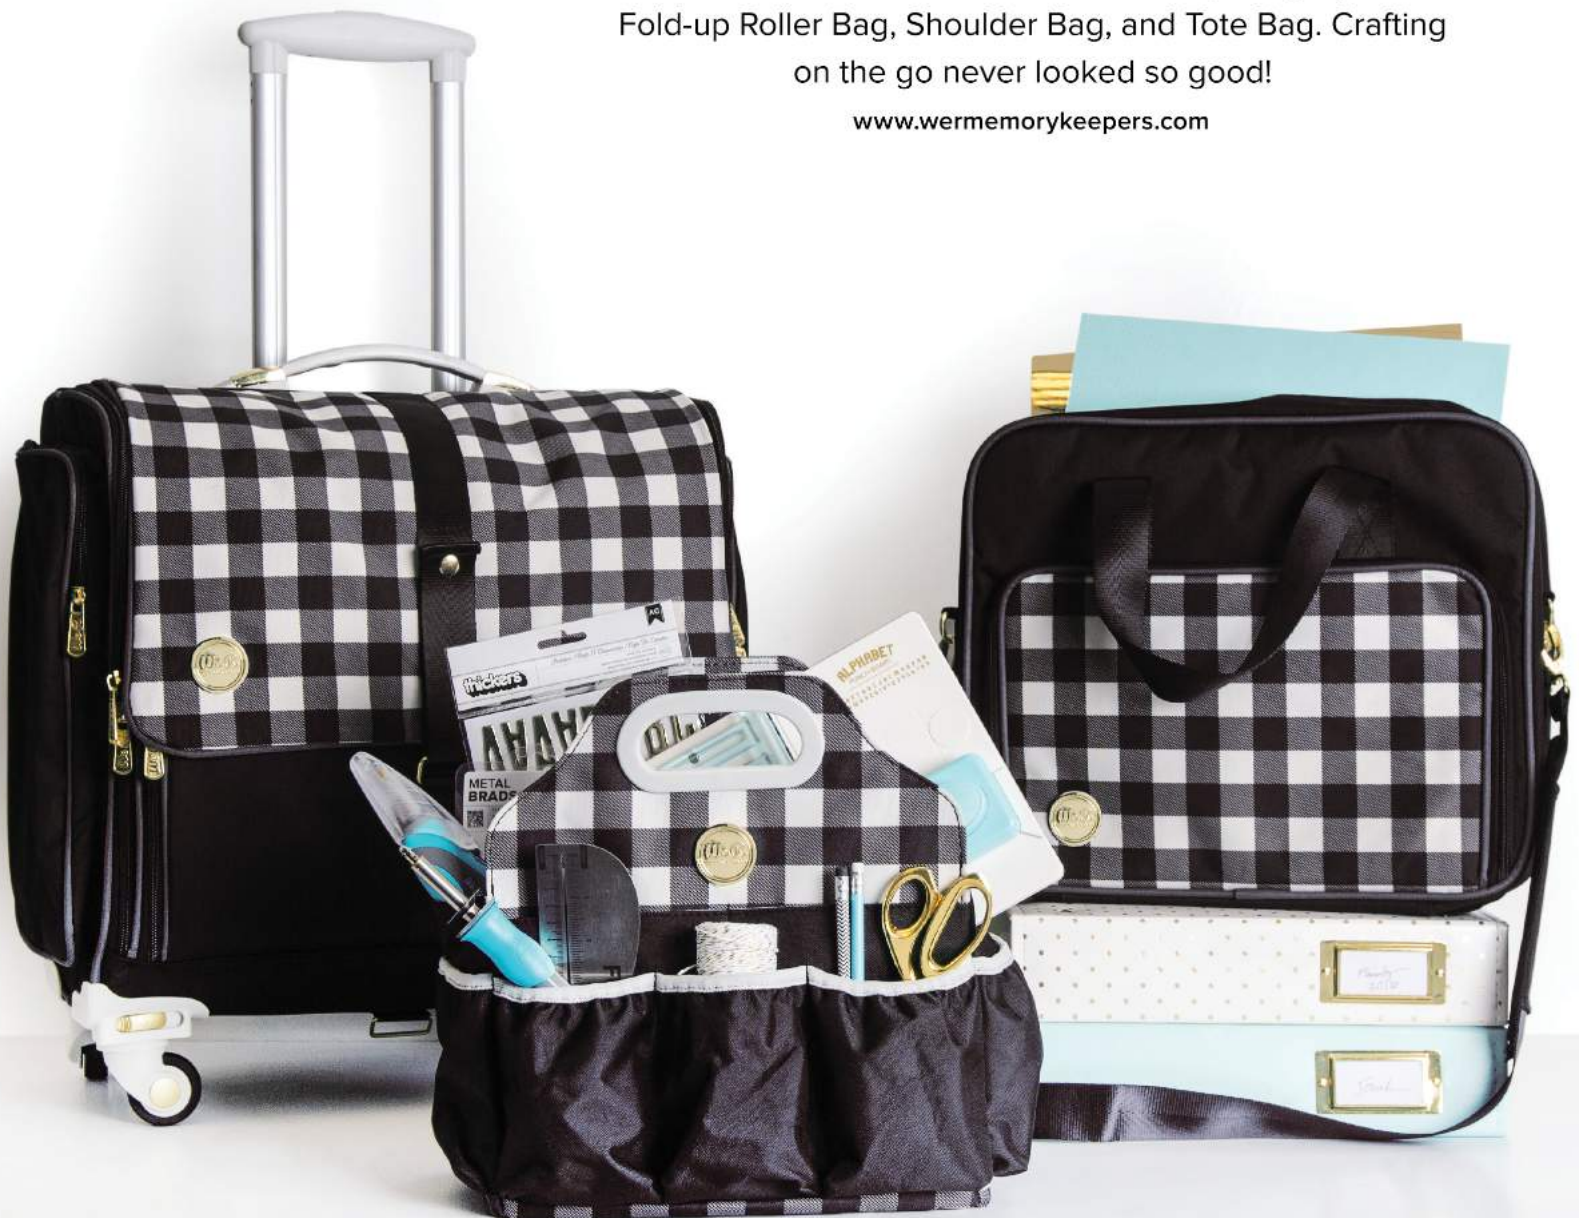 Fold-up Roller Bag, Shoulder Bag, and Tote Bag. Crafting
on the go never looked so good!
www.wermemorykeepers.com
AC
thickers
METAL
BRADS
ALPHABET